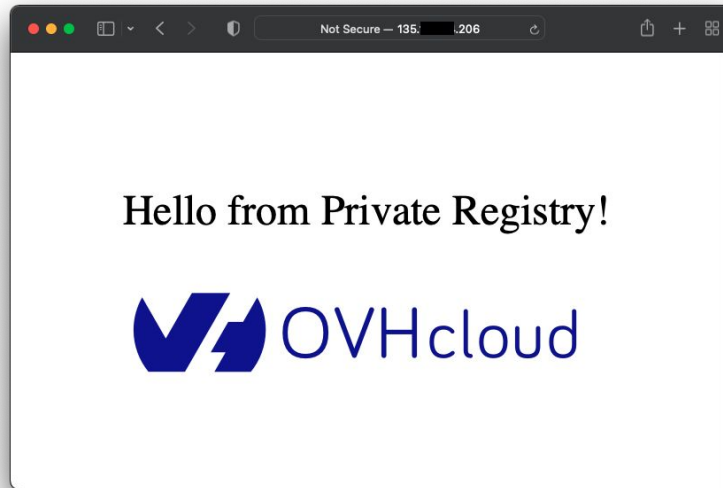 Not Secure — 135.
.206
Hello from Private Registry!
OVHcloud